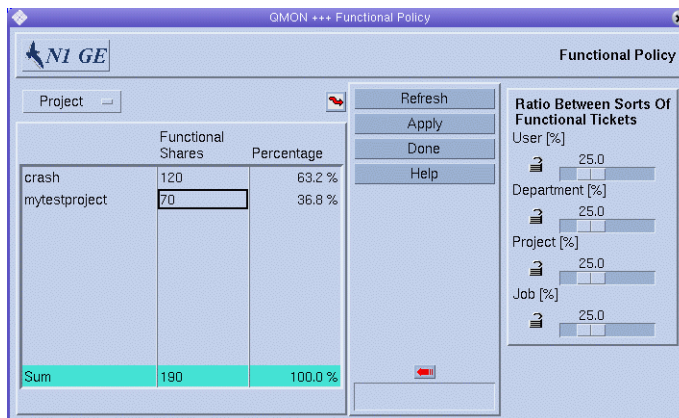 QMON +++ Functional Policy
N1 GE
Functional Policy
Project
Functional Shares
Percentage
crash 120 63.2 %
mytestproject 70 36.8 %
Sum 190 100.0 %
Refresh
Apply
Done
Help
Ratio Between Sorts Of
Functional Tickets
User [%]
25.0
Department [%]
25.0
Project [%]
25.0
Job [%]
25.0